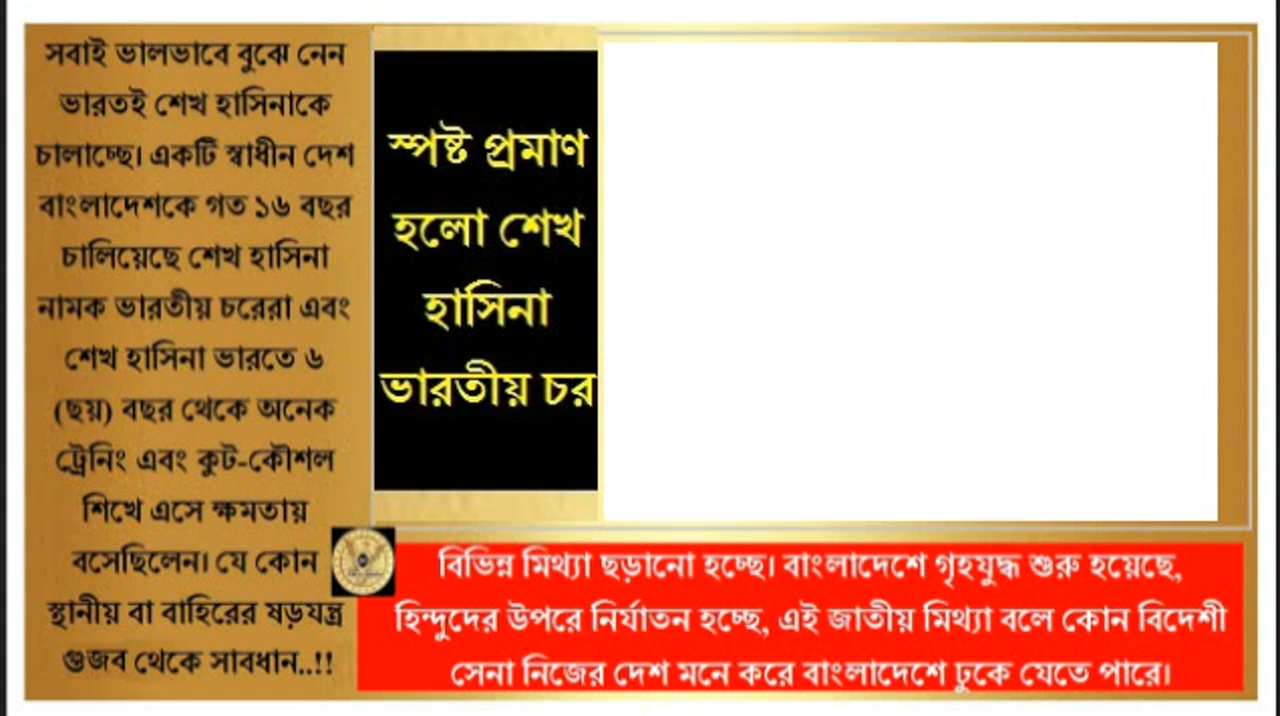 সবাই ভালভাবে বুঝে নেন
ভারতই শেখ হাসিনাকে
চালাচ্ছে। একটি স্বাধীন দেশ
বাংলাদেশকে গত ১৬ বছর
চালিয়েছে শেখ হাসিনা
নামক ভারতীয় চরেরা এবং
শেখ হাসিনা ভারতে ৬
(ছয়) বছর থেকে অনেক
ট্রেনিং এবং কুট-কৌশল
শিখে এসে ক্ষমতায়
বসেছিলেন। যে কোন
স্থানীয় বা বাহিরের ষড়যন্ত্র
গুজব থেকে সাবধান..!!
স্পষ্ট প্রমাণ
হলো শেখ
হাসিনা
ভারতীয় চর
বিভিন্ন মিথ্যা ছড়ানো হচ্ছে। বাংলাদেশে গৃহযুদ্ধ শুরু হয়েছে,
হিন্দুদের উপরে নির্যাতন হচ্ছে, এই জাতীয় মিথ্যা বলে কোন বিদেশী
সেনা নিজের দেশ মনে করে বাংলাদেশে ঢুকে যেতে পারে।